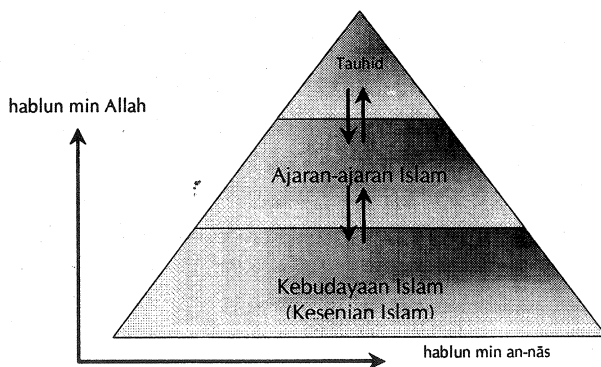 Tauhid
hablun min Allah
Ajaran-ajaran Islam
Kebudayaan Islam
(Kesenian Islam)
hablun min an-nās